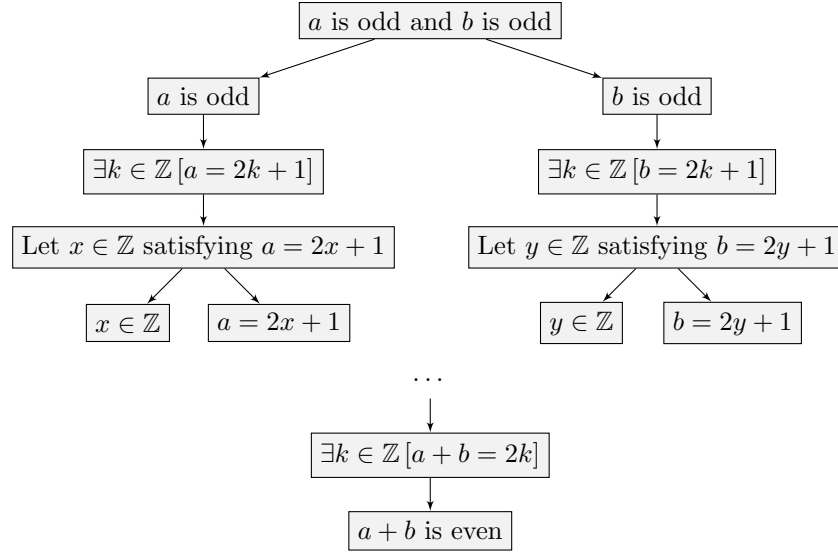 a is odd and b is odd
a is odd
b is odd
∃k ∈ ℤ [a = 2k + 1]
∃k ∈ ℤ [b = 2k + 1]
Let x ∈ ℤ satisfying a = 2x + 1
Let y ∈ ℤ satisfying b = 2y + 1
x ∈ ℤ
a = 2x + 1
y ∈ ℤ
b = 2y + 1
...
∃k ∈ ℤ [a + b = 2k]
a + b is even